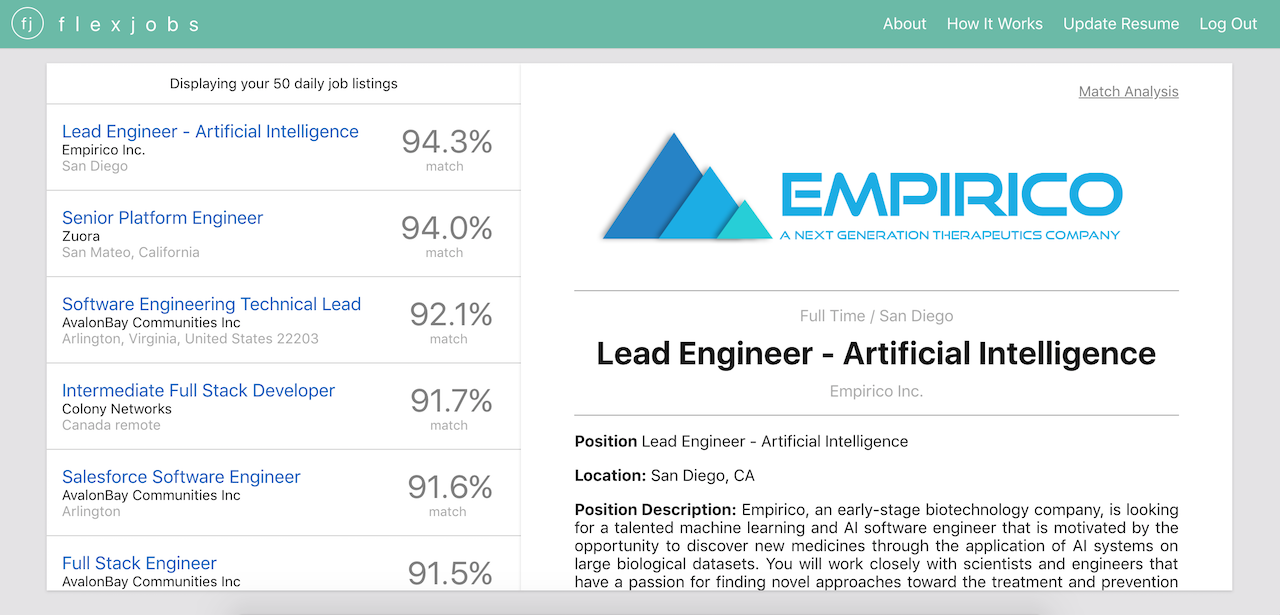 fj flexjobs
About How It Works Update Resume Log Out
Displaying your 50 daily job listings
Lead Engineer - Artificial Intelligence
Empirico Inc.
San Diego
94.3%
match
Senior Platform Engineer
Zuora
San Mateo, California
94.0%
match
Software Engineering Technical Lead
AvalonBay Communities Inc
Arlington, Virginia, United States 22203
92.1%
match
Intermediate Full Stack Developer
Colony Networks
Canada remote
91.7%
match
Salesforce Software Engineer
AvalonBay Communities Inc
Arlington
91.6%
match
Full Stack Engineer
AvalonBay Communities Inc
91.5%
Match Analysis
EMPIRICO
A NEXT GENERATION THERAPEUTICS COMPANY
Full Time / San Diego
Lead Engineer - Artificial Intelligence
Empirico Inc.
Position Lead Engineer - Artificial Intelligence
Location: San Diego, CA
Position Description: Empirico, an early-stage biotechnology company, is looking
for a talented machine learning and AI software engineer that is motivated by the
opportunity to discover new medicines through the application of AI systems on
large biological datasets. You will work closely with scientists and engineers that
have a passion for finding novel approaches toward the treatment and prevention